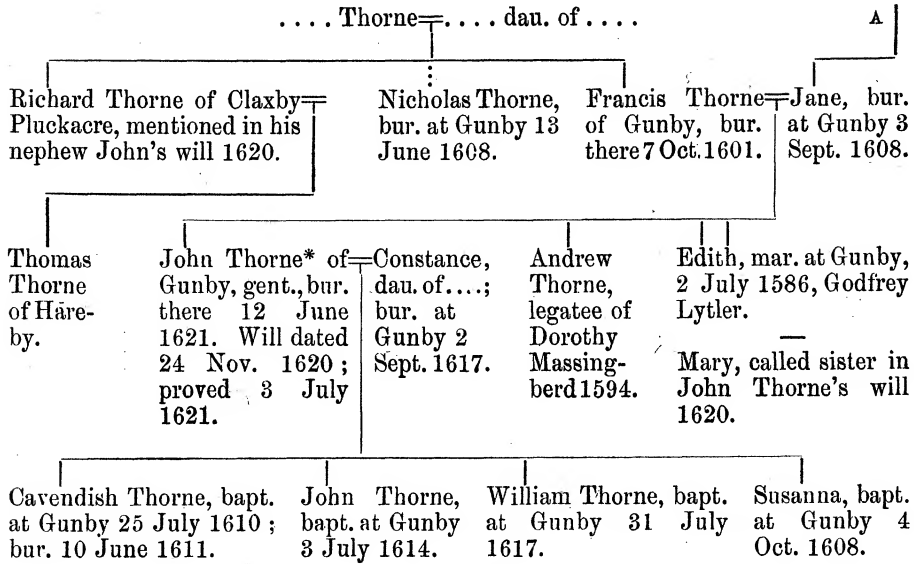 .... Thorne=.... dau. of ....
A
Richard Thorne of Claxby=
Pluckacre, mentioned in his
nephew John's will 1620.
Nicholas Thorne,
bur. at Gunby 13
June 1608.
Francis Thorne=
of Gunby, bur.
there 7 Oct. 1601.
Jane, bur.
at Gunby 3
Sept. 1608.
Thomas
Thorne
of Hare-
by.
John Thorne* of=
Gunby, gent., bur.
there 12 June
1621. Will dated
24 Nov. 1620;
proved 3 July
1621.
Constance,
dau. of....;
bur. at
Gunby 2
Sept. 1617.
Andrew
Thorne,
legatee of
Dorothy
Massing-
berd 1594.
Edith, mar. at Gunby,
2 July 1586, Godfrey
Lytler.
—
Mary, called sister in
John Thorne's will
1620.
Cavendish Thorne, bapt.
at Gunby 25 July 1610;
bur. 10 June 1611.
John Thorne,
bapt. at Gunby
3 July 1614.
William Thorne, bapt.
at Gunby 31 July
1617.
Susanna, bapt.
at Gunby 4
Oct. 1608.